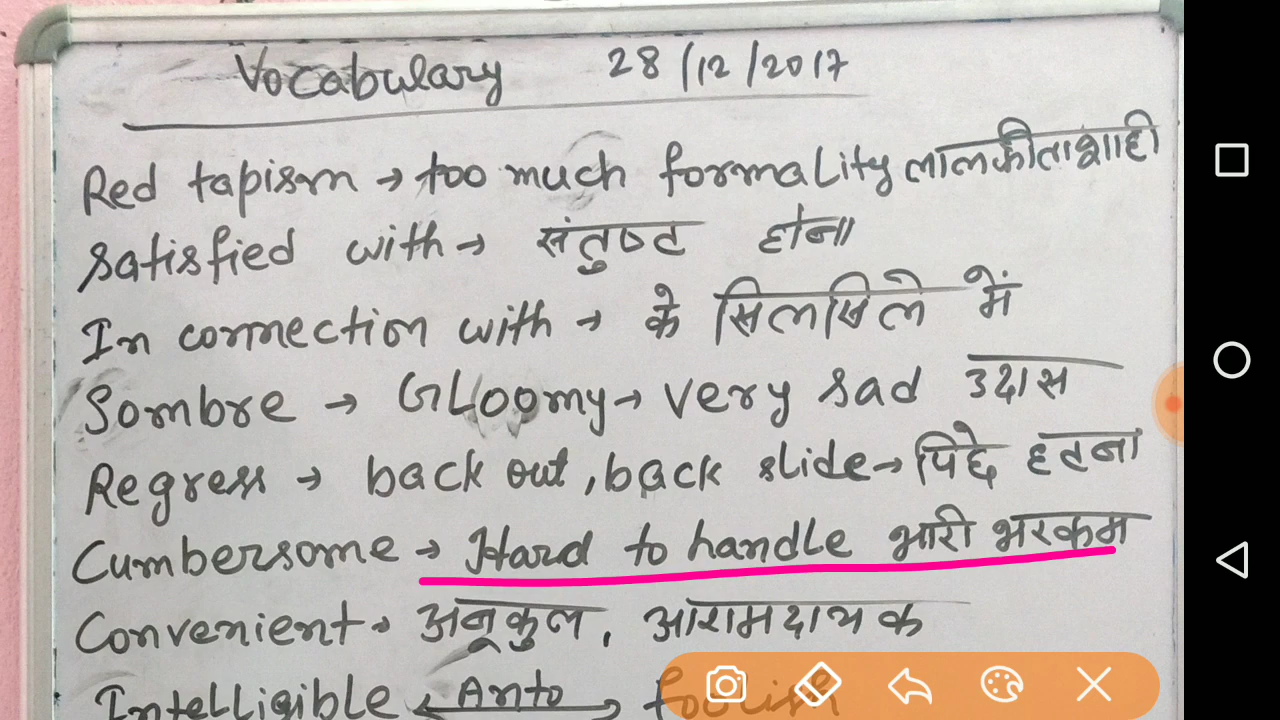 Vocabulary 28/12/2017
Red tapism → too much formality लालफीताशाही
satisfied with → संतुष्ट होना
In connection with → के सिलसिले में
Sombre → Gloomy → very sad उदास
Regress → back out, back slide → पिछे हटना
Cumbersome → Hard to handle भारी भरकम
Convenient → अनूकुल, आरामदायक
Intelligible ← Anto → foolish